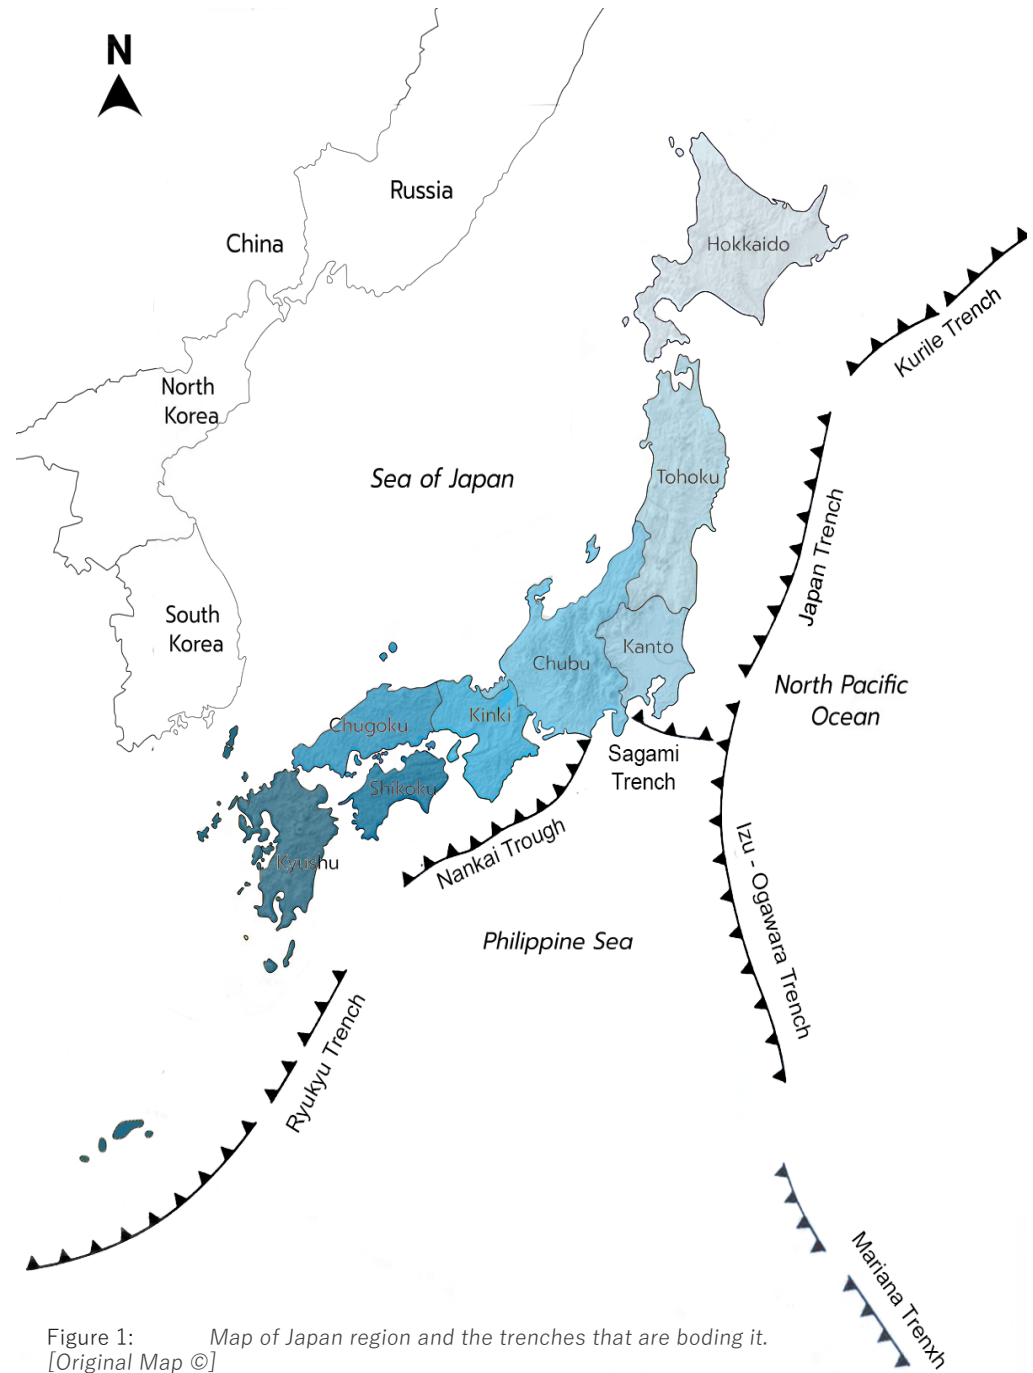 N
Russia
China
Hokkaido
Kurile Trench
North
Korea
Sea of Japan
Tohoku
Japan Trench
South
Korea
Kanto
Chubu
North Pacific
Ocean
Kinki
Chugoku
Sagami
Trench
Shikoku
Nankai Trough
Izu - Ogawara Trench
Kyushu
Philippine Sea
Ryukyu Trench
Mariana Trenxh
Figure 1: Map of Japan region and the trenches that are boding it.
[Original Map ©]